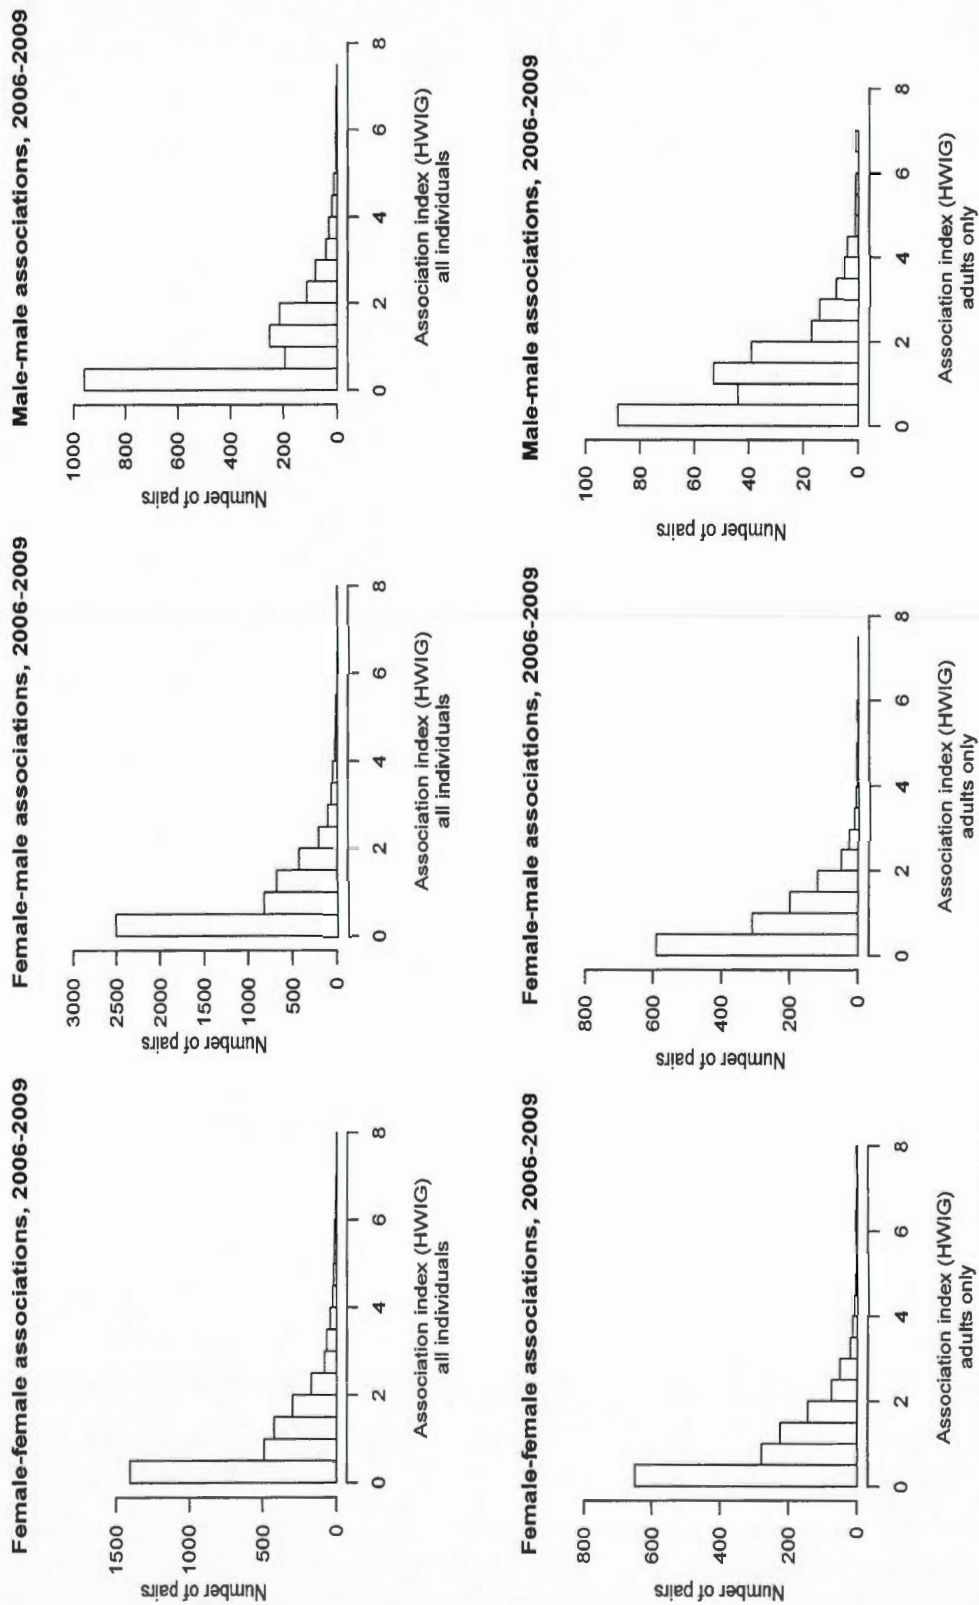 Female-female associations, 2006-2009
Number of pairs
1500
1000
500
0
0 2 4 6 8
Association index (HWIG)
all individuals
Female-male associations, 2006-2009
Number of pairs
3000
2500
2000
1500
1000
500
0
0 2 4 6 8
Association index (HWIG)
all individuals
Male-male associations, 2006-2009
Number of pairs
1000
800
600
400
200
0
0 2 4 6 8
Association index (HWIG)
all individuals
Female-female associations, 2006-2009
Number of pairs
800
600
400
200
0
0 2 4 6 8
Association index (HWIG)
adults only
Female-male associations, 2006-2009
Number of pairs
800
600
400
200
0
0 2 4 6 8
Association index (HWIG)
adults only
Male-male associations, 2006-2009
Number of pairs
100
80
60
40
20
0
0 2 4 6 8
Association index (HWIG)
adults only